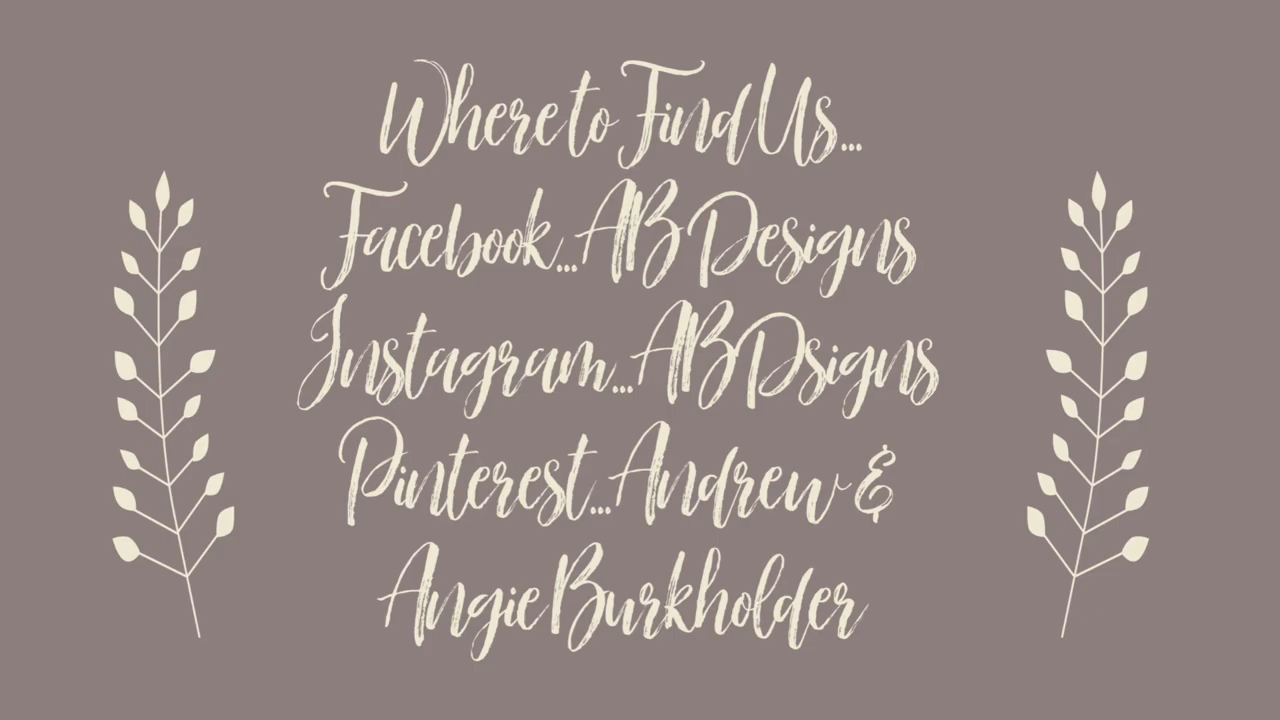 Where to Find Us...
Facebook...AB Designs
Instagram...ABDsigns
Pinterest...Andrew &
Angie Burkholder